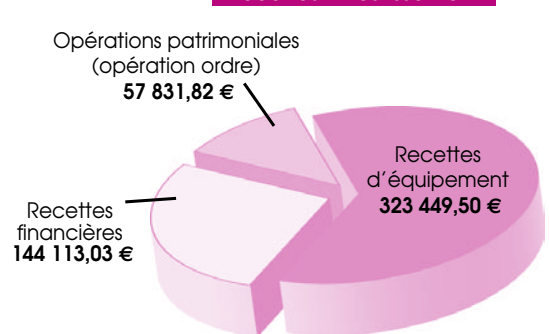 Opérations patrimoniales
(opération ordre)
57 831,82 €
Recettes
d'équipement
323 449,50 €
Recettes
financières
144 113,03 €